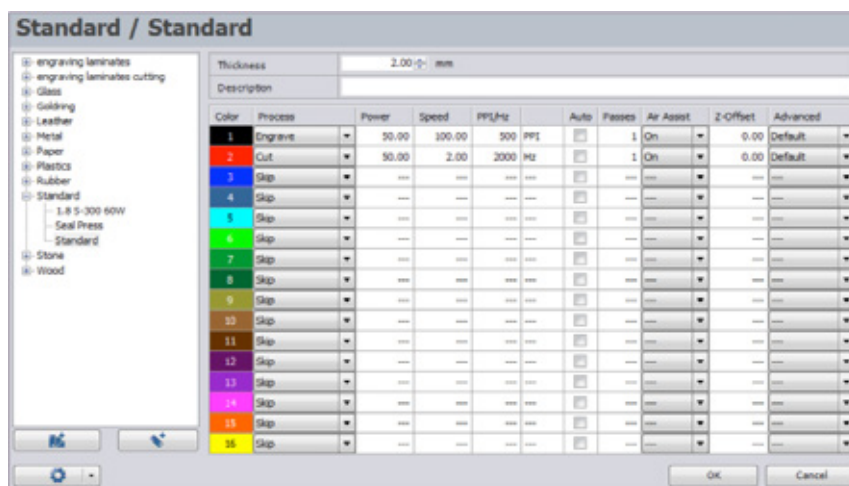 Standard / Standard
engraving laminates
engraving laminates cutting
Glass
Goldring
Leather
Metal
Paper
Plastics
Rubber
Standard
1.8 S-300 60W
Seal Press
Standard
Stone
Wood
Thickness 2.00 mm
Description
Color Process Power Speed PPI/Hz Auto Passes Air Assist Z-Offset Advanced
1 Engrave 50.00 100.00 500 PPI 1 On 0.00 Default
2 Cut 50.00 2.00 2000 Hz 1 On 0.00 Default
3 Skip --- --- --- --- --- --- --- ---
4 Skip --- --- --- --- --- --- --- ---
5 Skip --- --- --- --- --- --- --- ---
6 Skip --- --- --- --- --- --- --- ---
7 Skip --- --- --- --- --- --- --- ---
8 Skip --- --- --- --- --- --- --- ---
9 Skip --- --- --- --- --- --- --- ---
10 Skip --- --- --- --- --- --- --- ---
11 Skip --- --- --- --- --- --- --- ---
12 Skip --- --- --- --- --- --- --- ---
13 Skip --- --- --- --- --- --- --- ---
14 Skip --- --- --- --- --- --- --- ---
15 Skip --- --- --- --- --- --- --- ---
16 Skip --- --- --- --- --- --- --- ---
OK Cancel